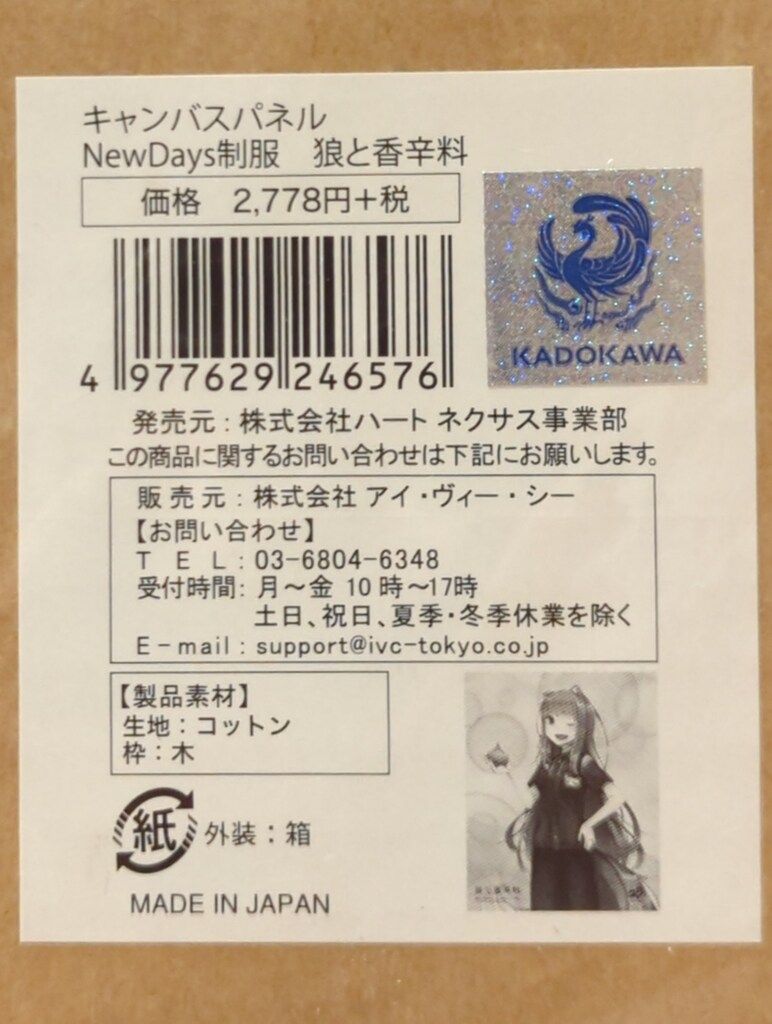 キャンバスパネル
NewDays制服　狼と香辛料
価格　2,778円+税
4 977629 246576
KADOKAWA
発売元：株式会社ハート ネクサス事業部
この商品に関するお問い合わせは下記にお願いします。
販売元：株式会社 アイ・ヴィー・シー
【お問い合わせ】
ＴＥＬ：03-6804-6348
受付時間：月～金 10時～17時
土日、祝日、夏季・冬季休業を除く
E-mail：support@ivc-tokyo.co.jp
【製品素材】
生地：コットン
枠：木
紙 外装：箱
MADE IN JAPAN